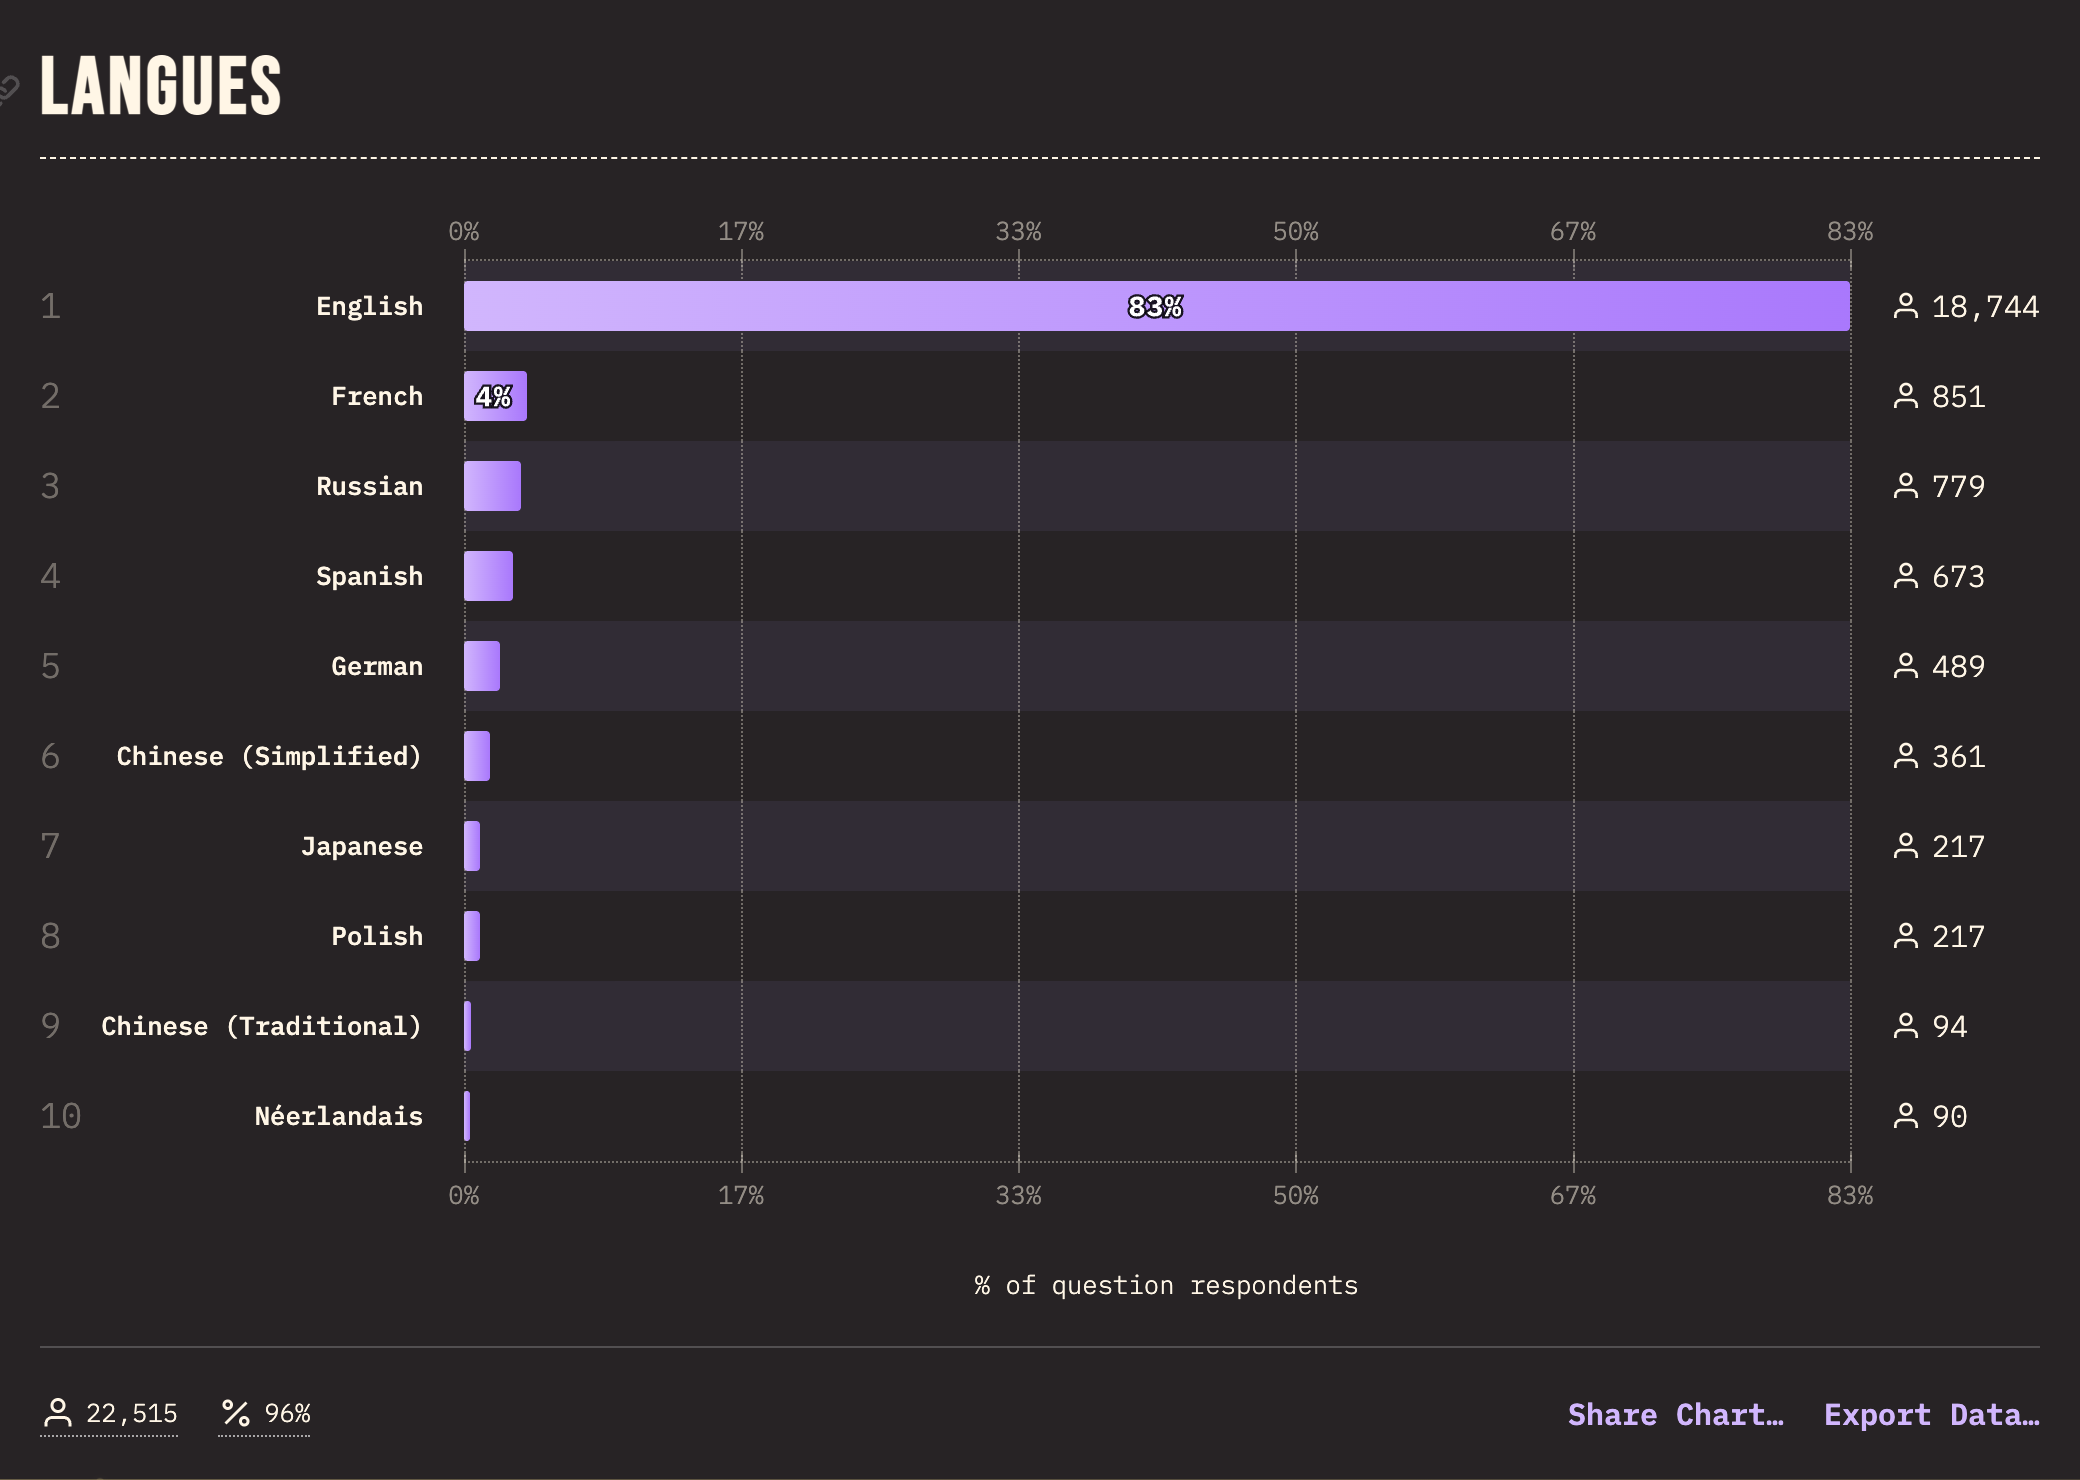 LANGUES
0% 17% 33% 50% 67% 83%
1 English 83% 18,744
2 French 4% 851
3 Russian 779
4 Spanish 673
5 German 489
6 Chinese (Simplified) 361
7 Japanese 217
8 Polish 217
9 Chinese (Traditional) 94
10 Néerlandais 90
0% 17% 33% 50% 67% 83%
% of question respondents
22,515 96% Share Chart… Export Data…